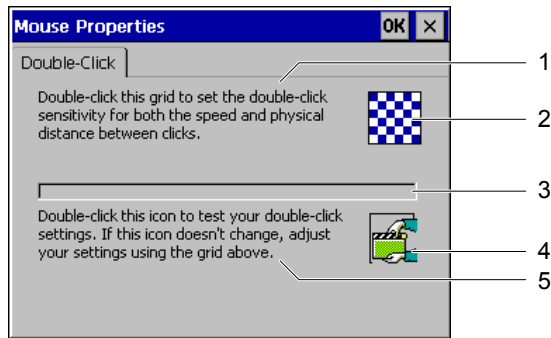 Mouse Properties OK ×
Double-Click
1
Double-click this grid to set the double-click
sensitivity for both the speed and physical
distance between clicks.
2
3
Double-click this icon to test your double-click
settings. If this icon doesn't change, adjust
your settings using the grid above.
4
5